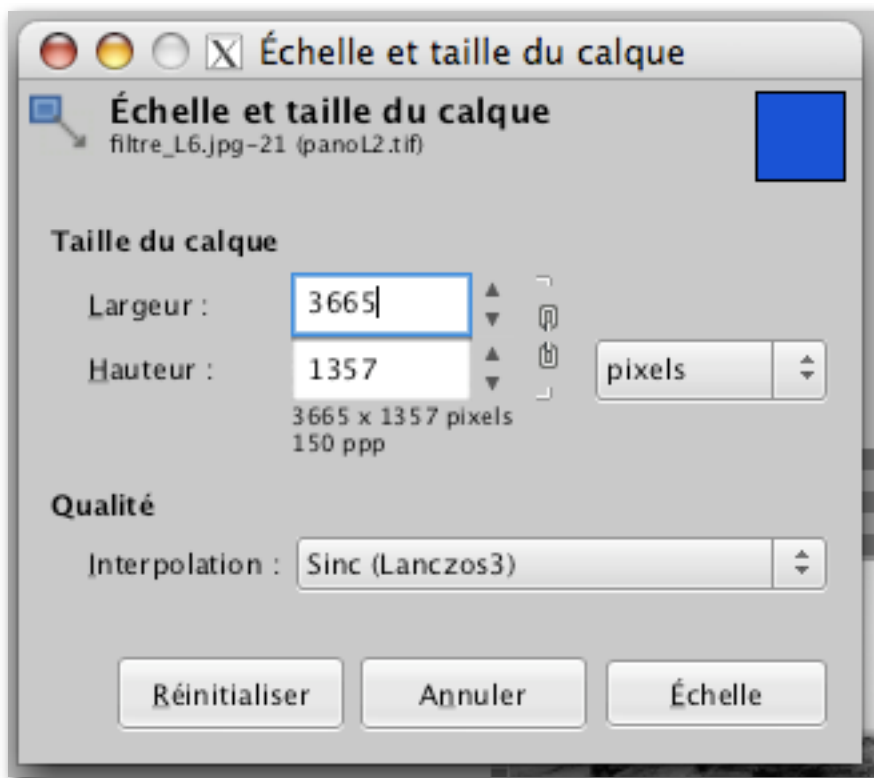 Échelle et taille du calque
Échelle et taille du calque
filtre_L6.jpg-21 (panoL2.tif)
Taille du calque
Largeur : 3665
Hauteur : 1357 pixels
3665 x 1357 pixels
150 ppp
Qualité
Interpolation : Sinc (Lanczos3)
Réinitialiser Annuler Échelle